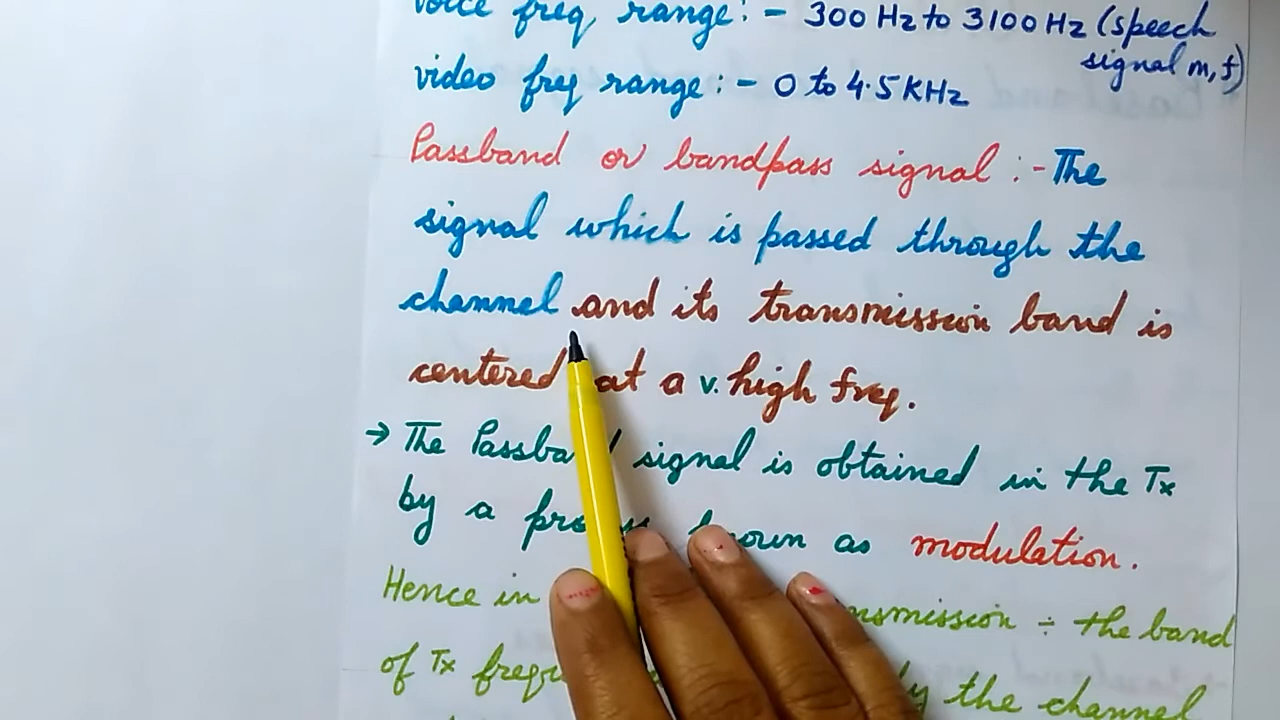 voice freq range :- 300 Hz to 3100 Hz (speech
signal m, f)
video freq range :- 0 to 4.5 KHz
Passband or bandpass signal :- The
signal which is passed through the
channel and its transmission band is
centered at a v. high freq.
→ The Passband signal is obtained in the Tx
by a known as modulation.
Hence in the band
of Tx the channel